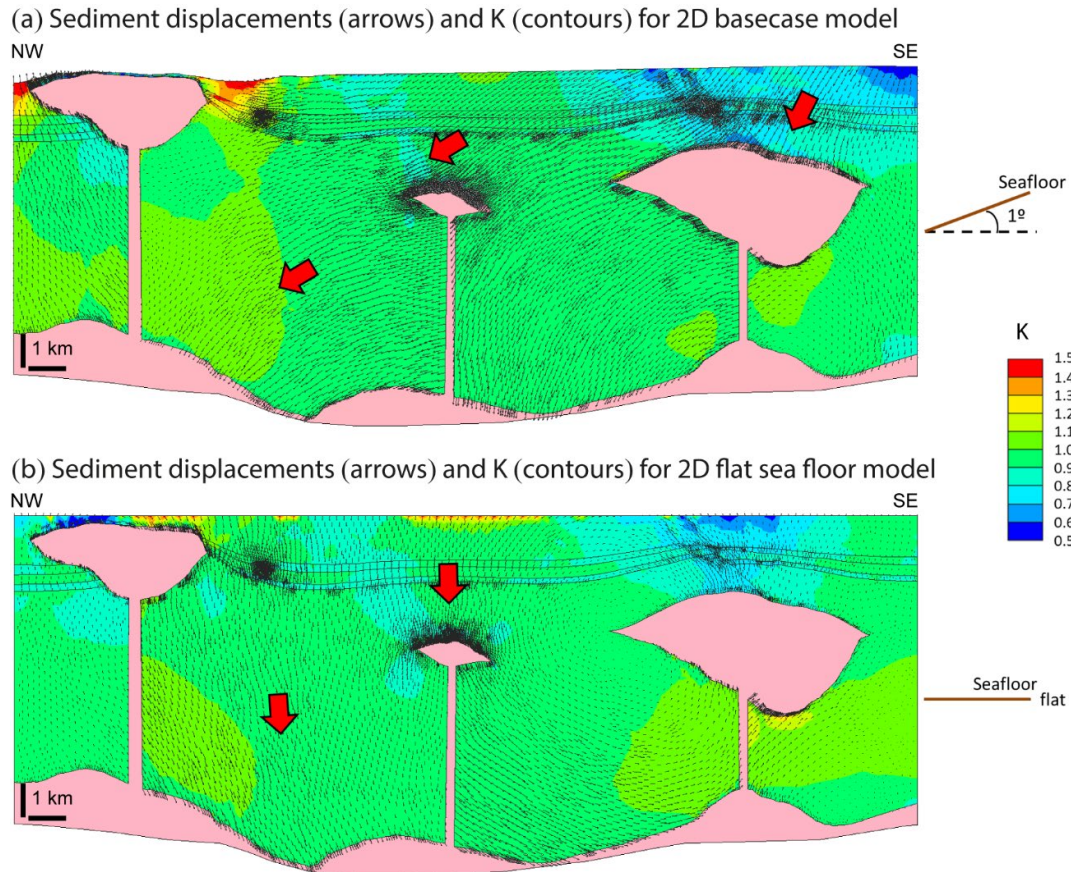 (a) Sediment displacements (arrows) and K (contours) for 2D basecase model
NW
SE
Seafloor
1º
1 km
K
1.5
1.4
1.3
1.2
1.1
1.0
0.9
0.8
0.7
0.6
0.5
(b) Sediment displacements (arrows) and K (contours) for 2D flat sea floor model
NW
SE
Seafloor
flat
1 km